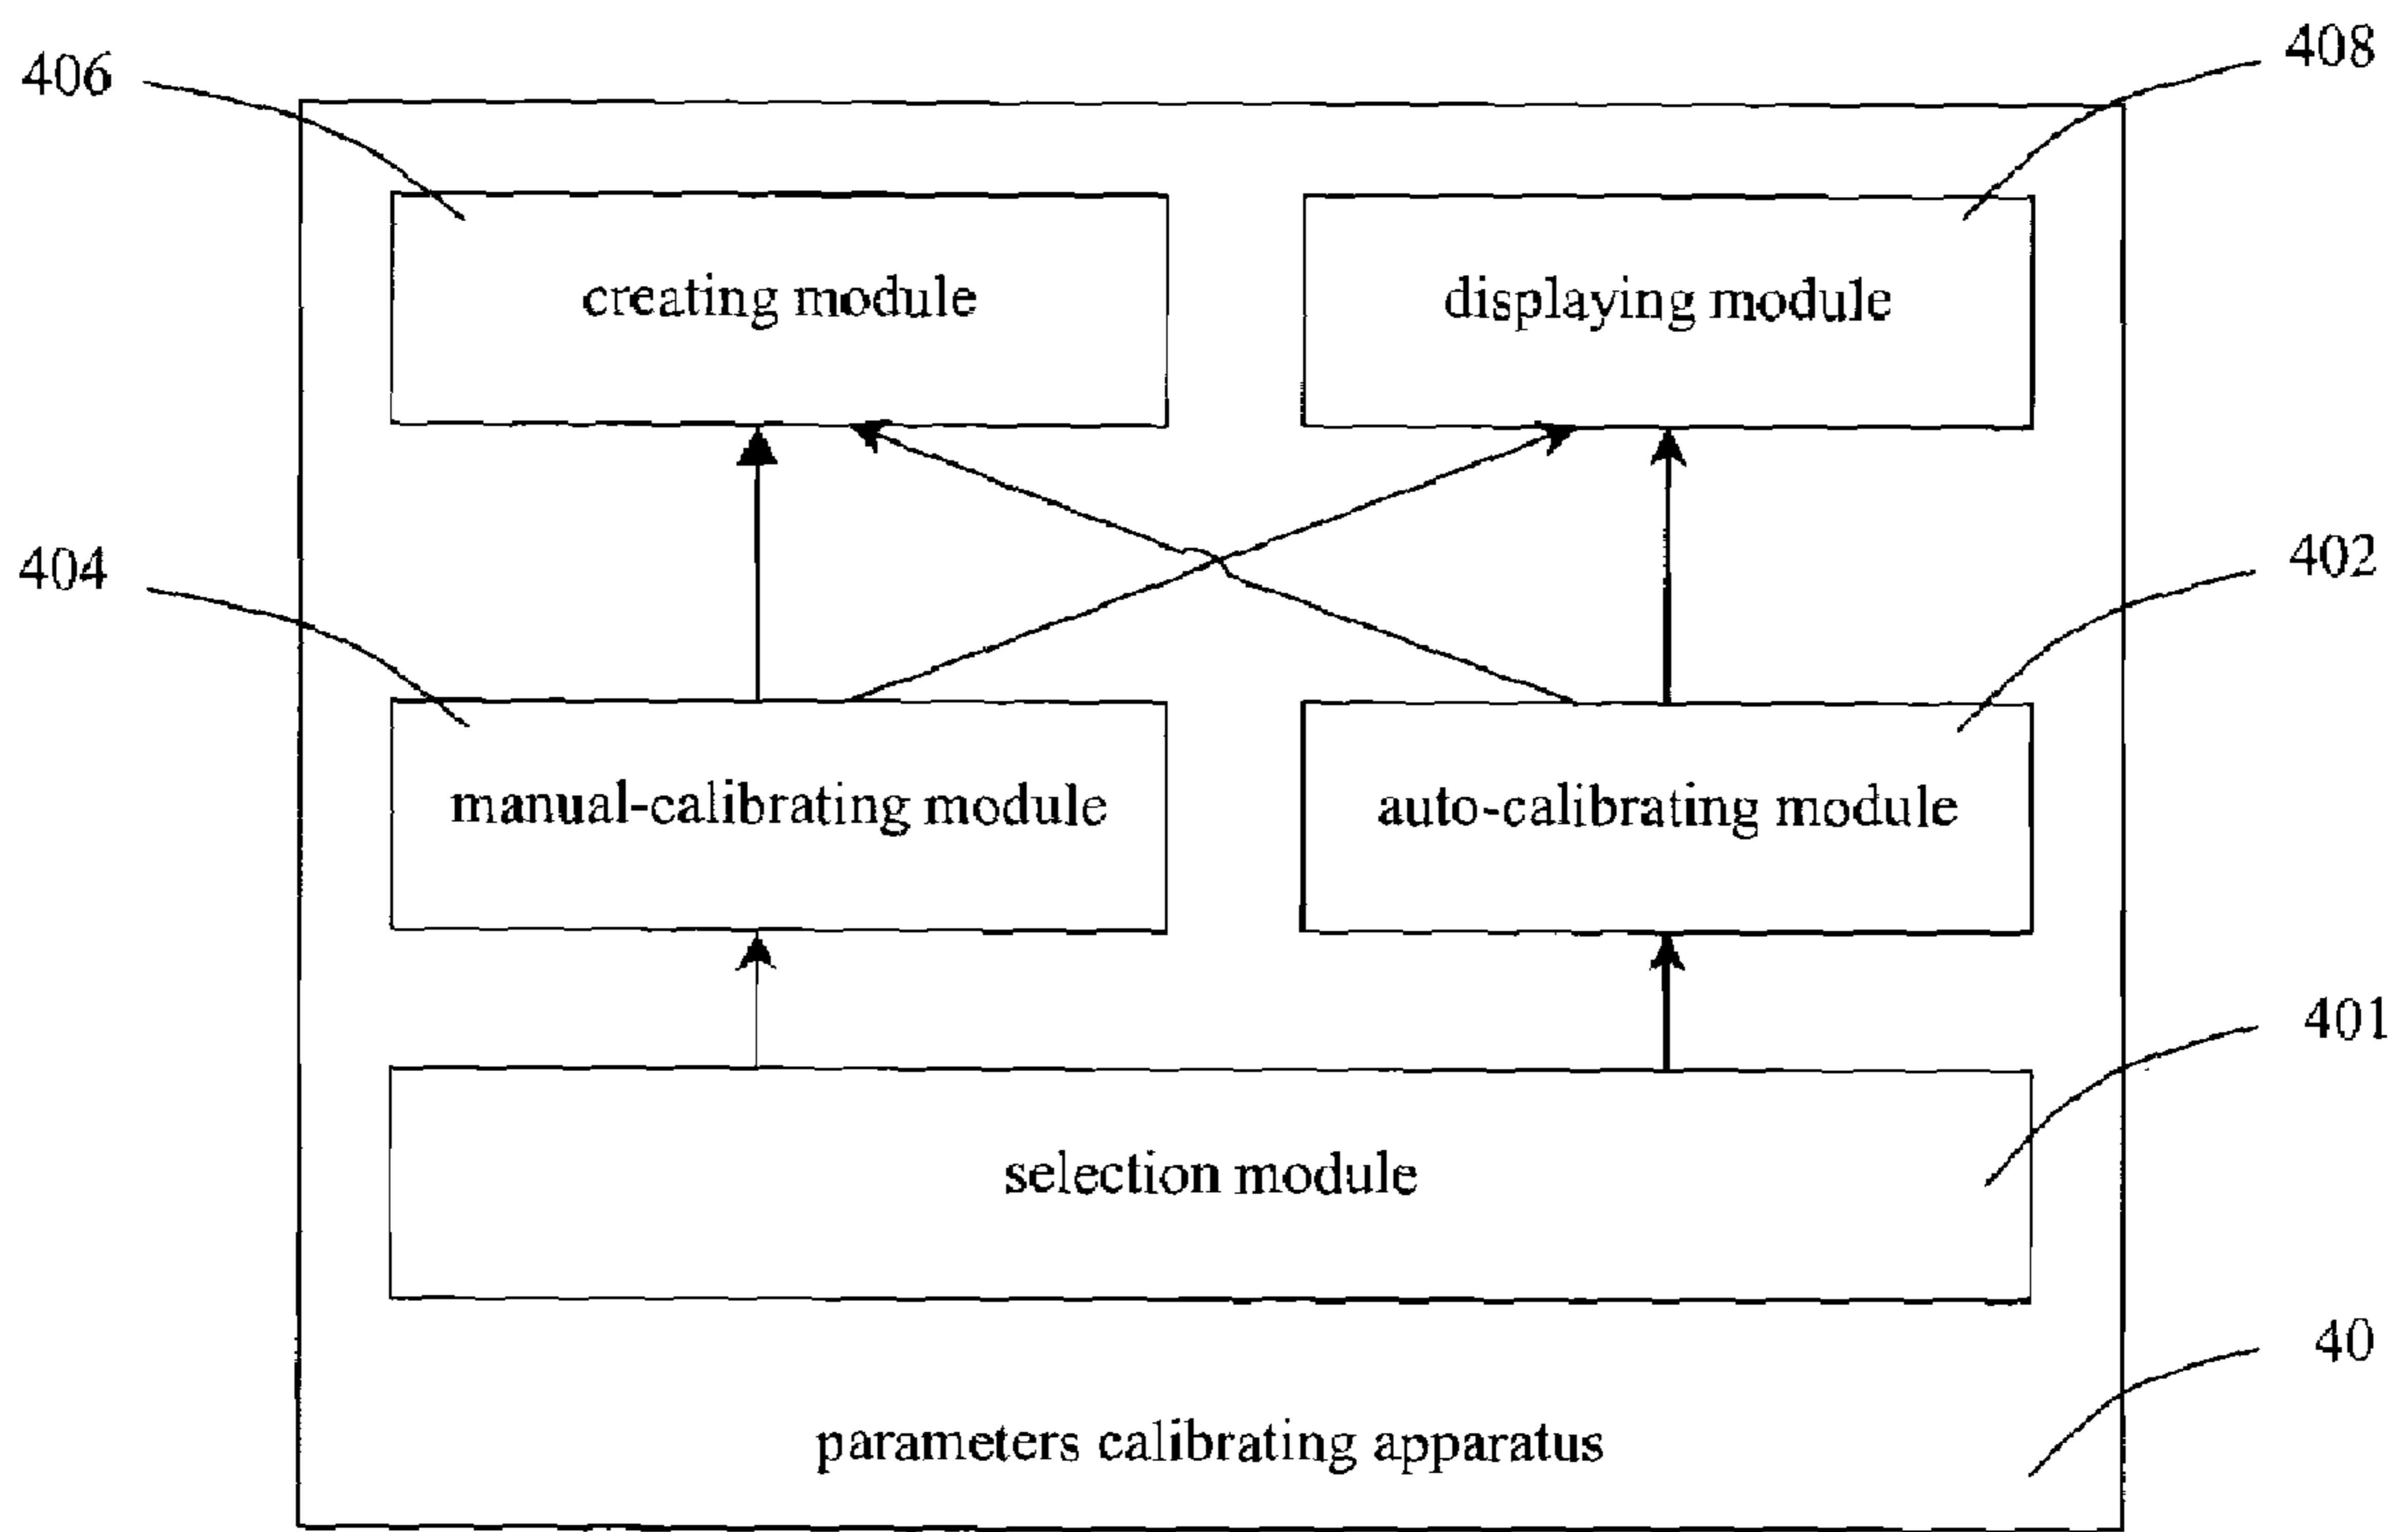 406
408
creating module
displaying module
404
402
manual-calibrating module
auto-calibrating module
401
selection module
40
parameters calibrating apparatus